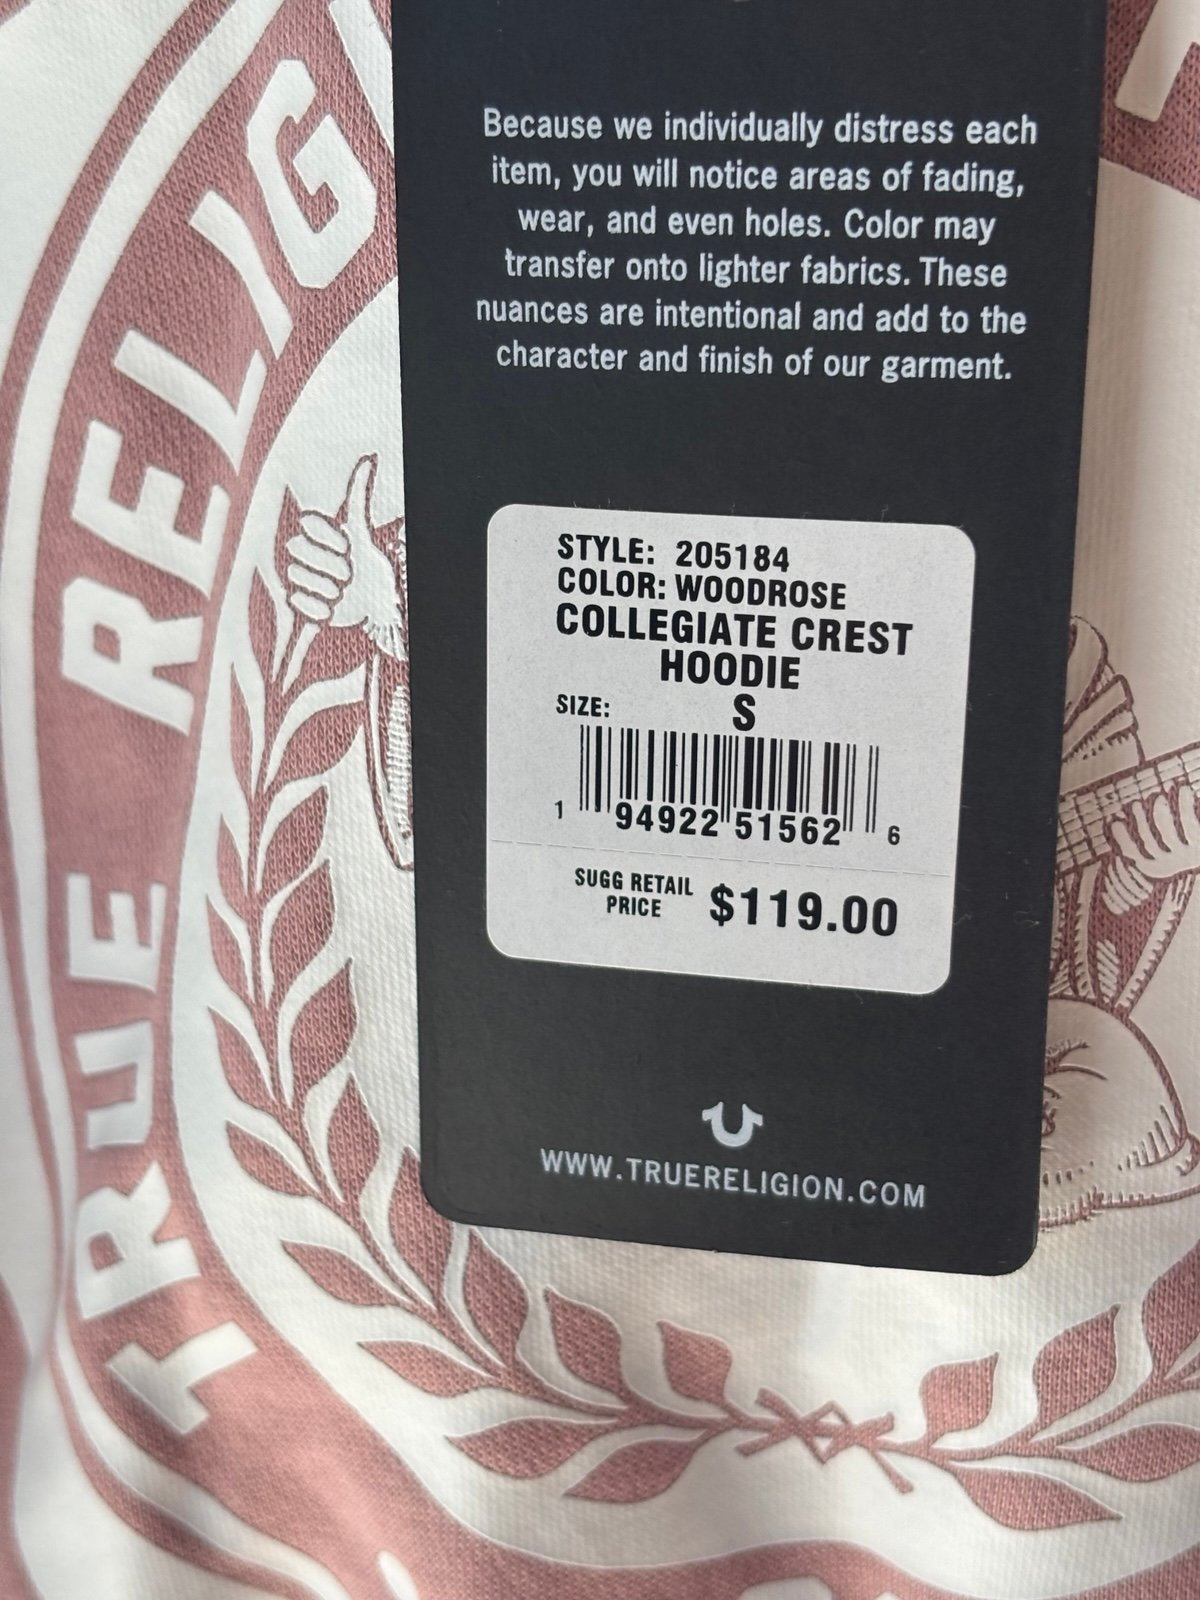 TRUE RELIGI
Because we individually distress each
item, you will notice areas of fading,
wear, and even holes. Color may
transfer onto lighter fabrics. These
nuances are intentional and add to the
character and finish of our garment.
STYLE: 205184
COLOR: WOODROSE
COLLEGIATE CREST
HOODIE
SIZE: S
1 94922 51562 6
SUGG RETAIL
PRICE $119.00
WWW.TRUERELIGION.COM